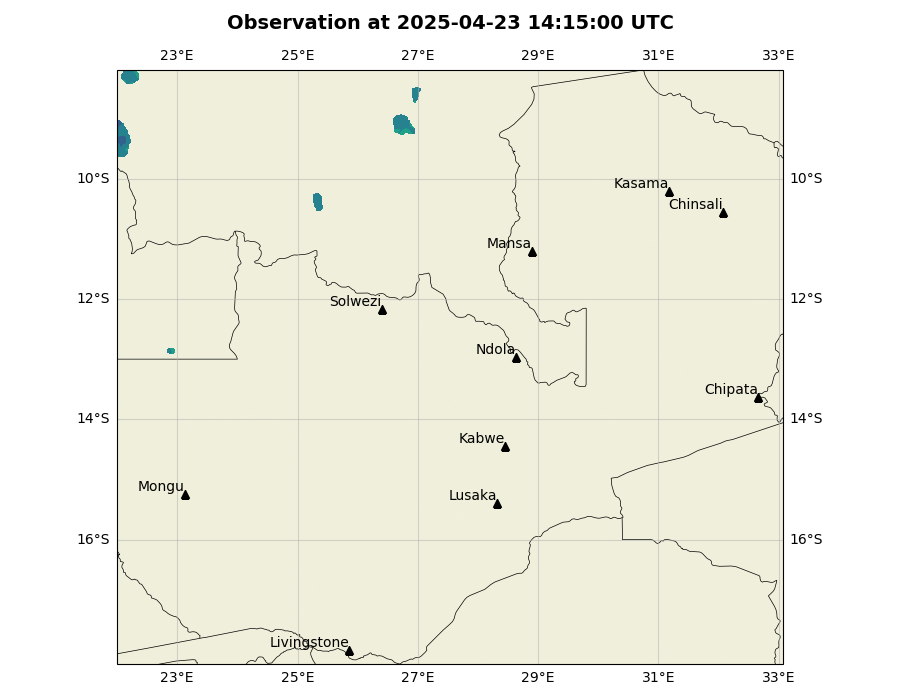 Observation at 2025-04-23 14:15:00 UTC
23°E 25°E 27°E 29°E 31°E 33°E
10°S 10°S
Kasama
Chinsali
Mansa
12°S 12°S
Solwezi
Ndola
Chipata
14°S 14°S
Kabwe
Mongu
Lusaka
16°S 16°S
Livingstone
23°E 25°E 27°E 29°E 31°E 33°E